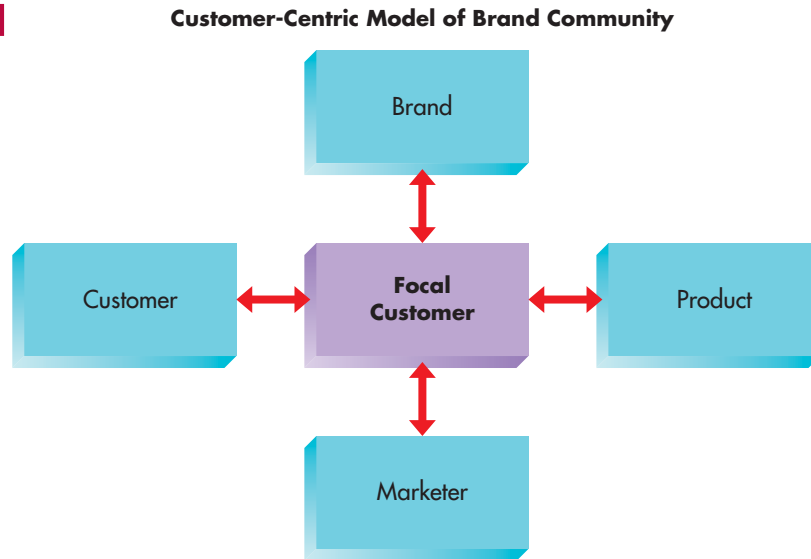 Customer-Centric Model of Brand Community
Brand
Customer
Focal
Customer
Product
Marketer